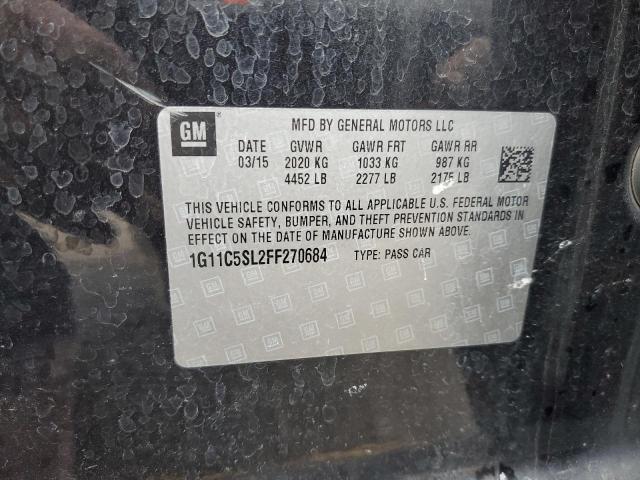 GM ®
MFD BY GENERAL MOTORS LLC
DATE GVWR GAWR FRT GAWR RR
03/15 2020 KG 1033 KG 987 KG
4452 LB 2277 LB 2175 LB
THIS VEHICLE CONFORMS TO ALL APPLICABLE U.S. FEDERAL MOTOR
VEHICLE SAFETY, BUMPER, AND THEFT PREVENTION STANDARDS IN
EFFECT ON THE DATE OF MANUFACTURE SHOWN ABOVE.
1G11C5SL2FF270684 TYPE: PASS CAR